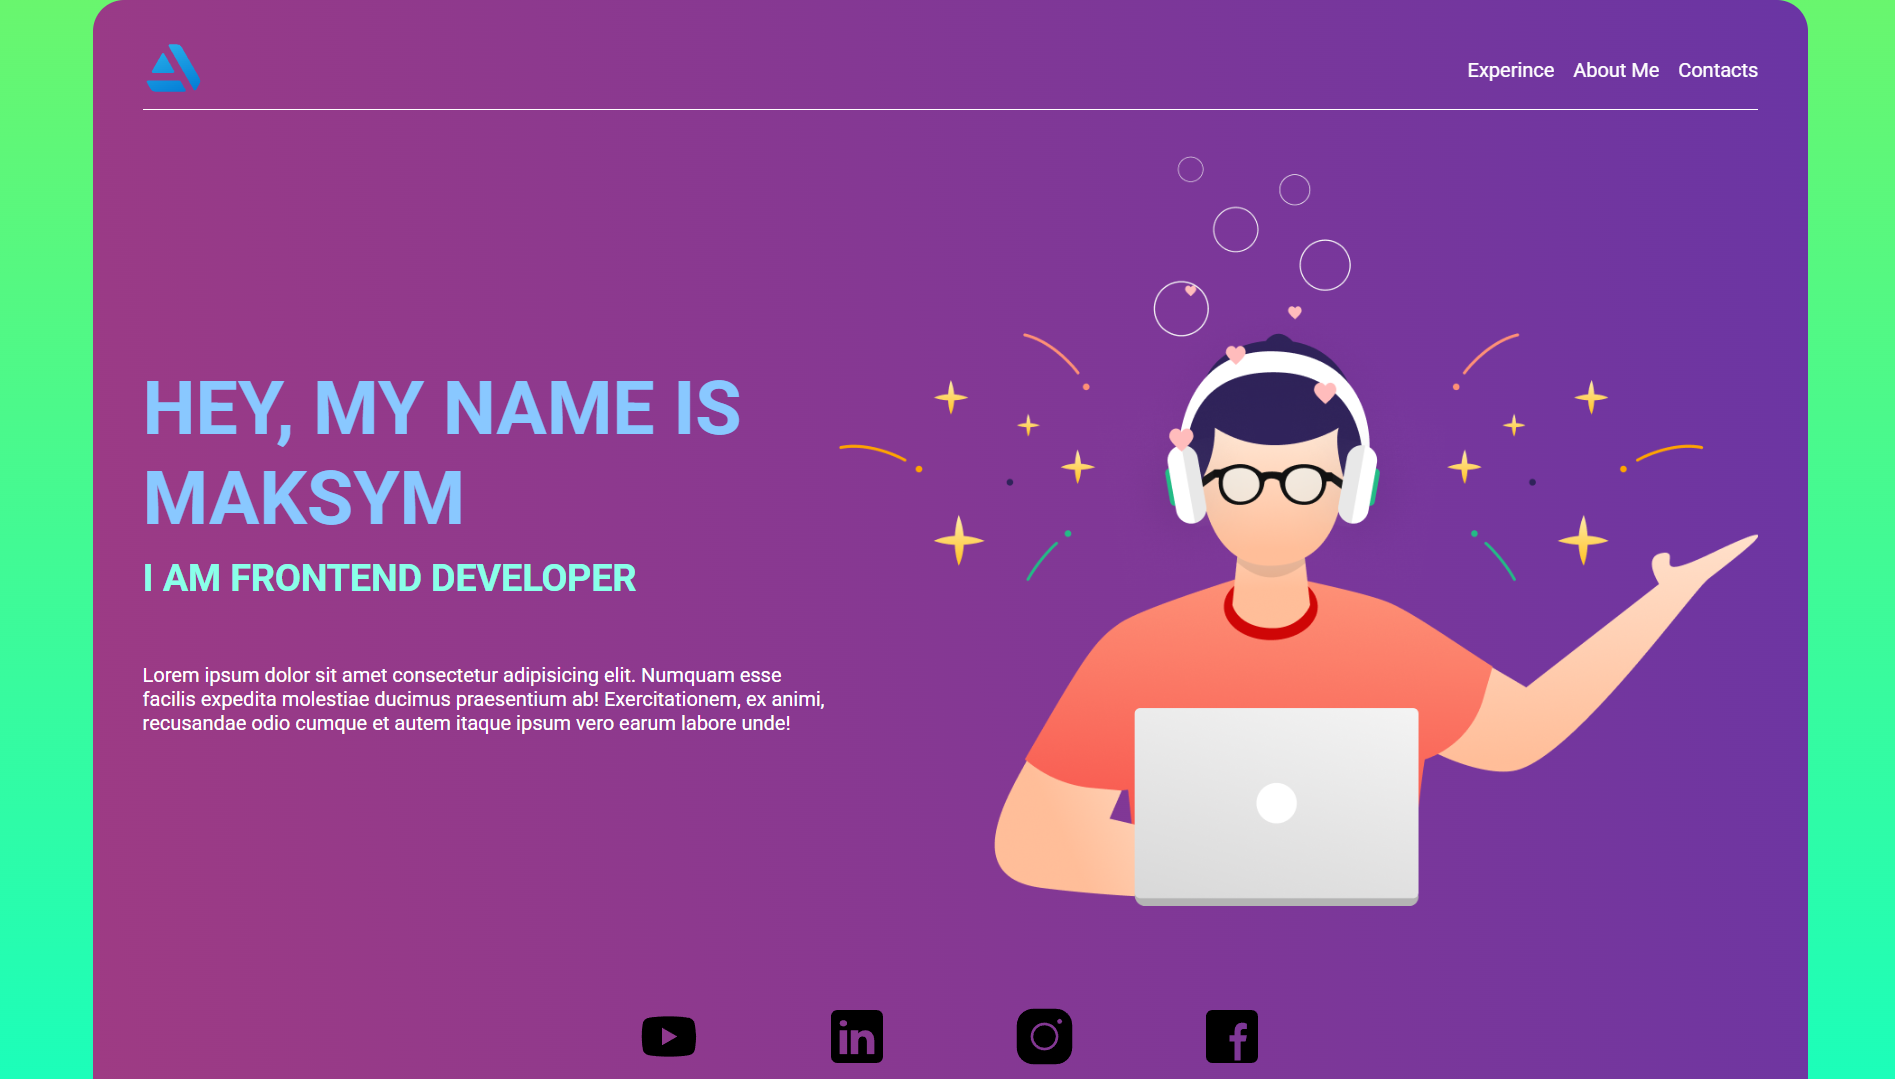 Experince About Me Contacts
HEY, MY NAME IS
MAKSYM
I AM FRONTEND DEVELOPER
Lorem ipsum dolor sit amet consectetur adipisicing elit. Numquam esse
facilis expedita molestiae ducimus praesentium ab! Exercitationem, ex animi,
recusandae odio cumque et autem itaque ipsum vero earum labore unde!
in
f